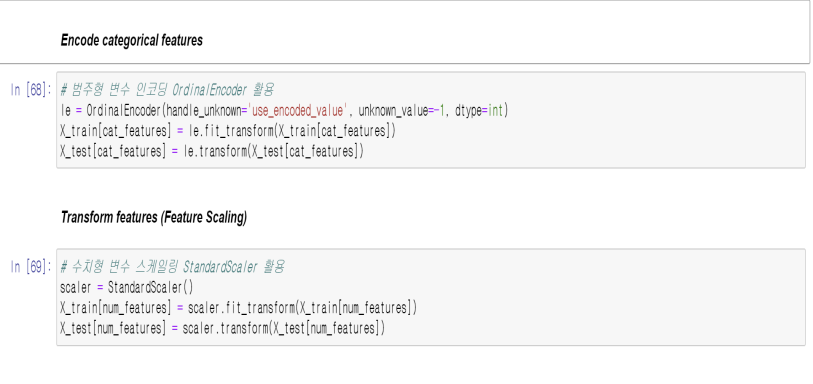 Encode categorical features
In [68]: # 범주형 변수 인코딩 OrdinalEncoder 활용
le = OrdinalEncoder(handle_unknown='use_encoded_value', unknown_value=-1, dtype=int)
X_train[cat_features] = le.fit_transform(X_train[cat_features])
X_test[cat_features] = le.transform(X_test[cat_features])
Transform features (Feature Scaling)
In [69]: # 수치형 변수 스케일링 StandardScaler 활용
scaler = StandardScaler()
X_train[num_features] = scaler.fit_transform(X_train[num_features])
X_test[num_features] = scaler.transform(X_test[num_features])